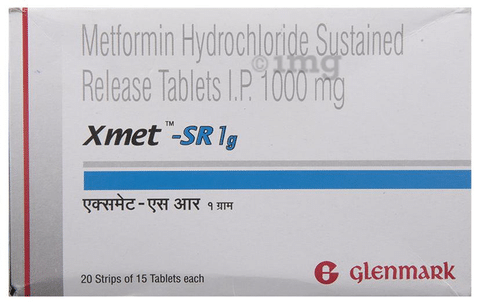 Metformin Hydrochloride Sustained
Release Tablets I.P. 1000 mg
©1mg
Xmet™-SR 1g
एक्समेट-एस आर १ ग्राम
20 Strips of 15 Tablets each
G glenmark